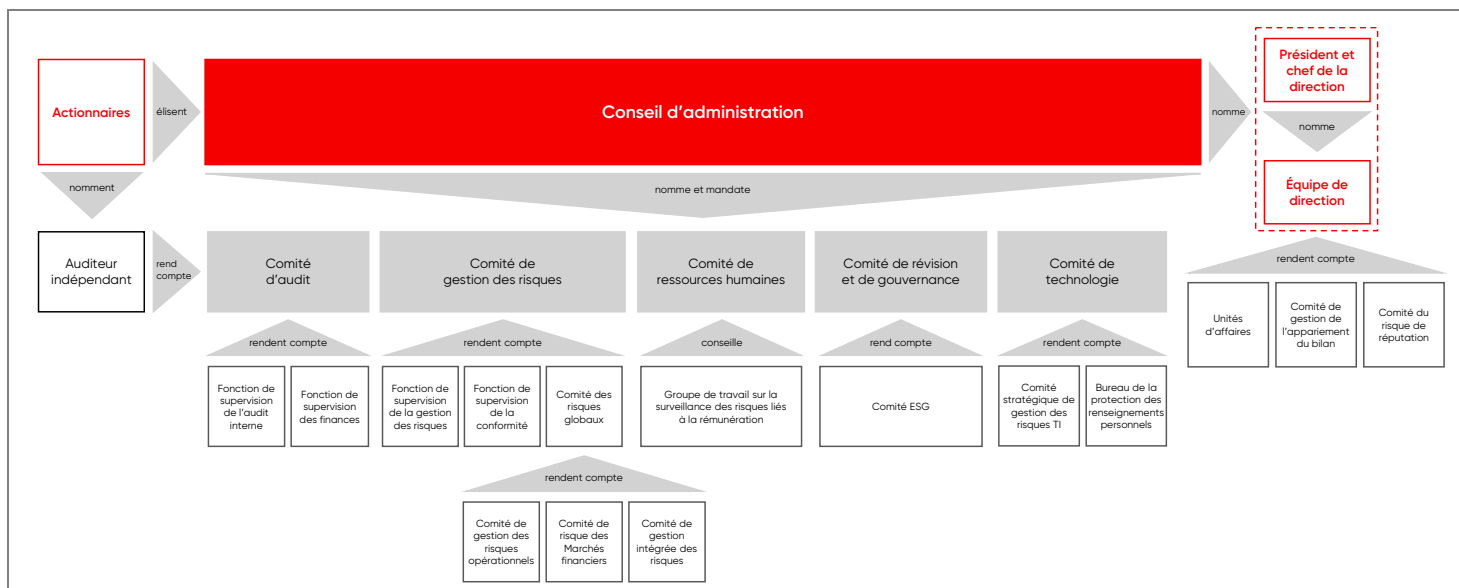 Actionnaires
élisent
Conseil d’administration
nomme
Président et
chef de la
direction
nomme
Équipe de
direction
nomment
nomme et mandate
Auditeur
indépendant
rend
compte
Comité
d’audit
Comité de
gestion des risques
Comité de
ressources humaines
Comité de révision
et de gouvernance
Comité de
technologie
rendent compte
Unités
d’affaires
Comité de
gestion de
l’appariement
du bilan
Comité du
risque de
réputation
rendent compte
rendent compte
conseille
rend compte
rendent compte
Fonction de
supervision
de l’audit
interne
Fonction de
supervision
des finances
Fonction de
supervision
de la gestion
des risques
Fonction de
supervision
de la
conformité
Comité des
risques
globaux
Groupe de travail sur la
surveillance des risques liés
à la rémunération
Comité ESG
Comité
stratégique de
gestion des
risques TI
Bureau de la
protection des
renseignements
personnels
rendent compte
Comité de
gestion des
risques
opérationnels
Comité de
risque des
Marchés
financiers
Comité de
gestion
intégrée des
risques